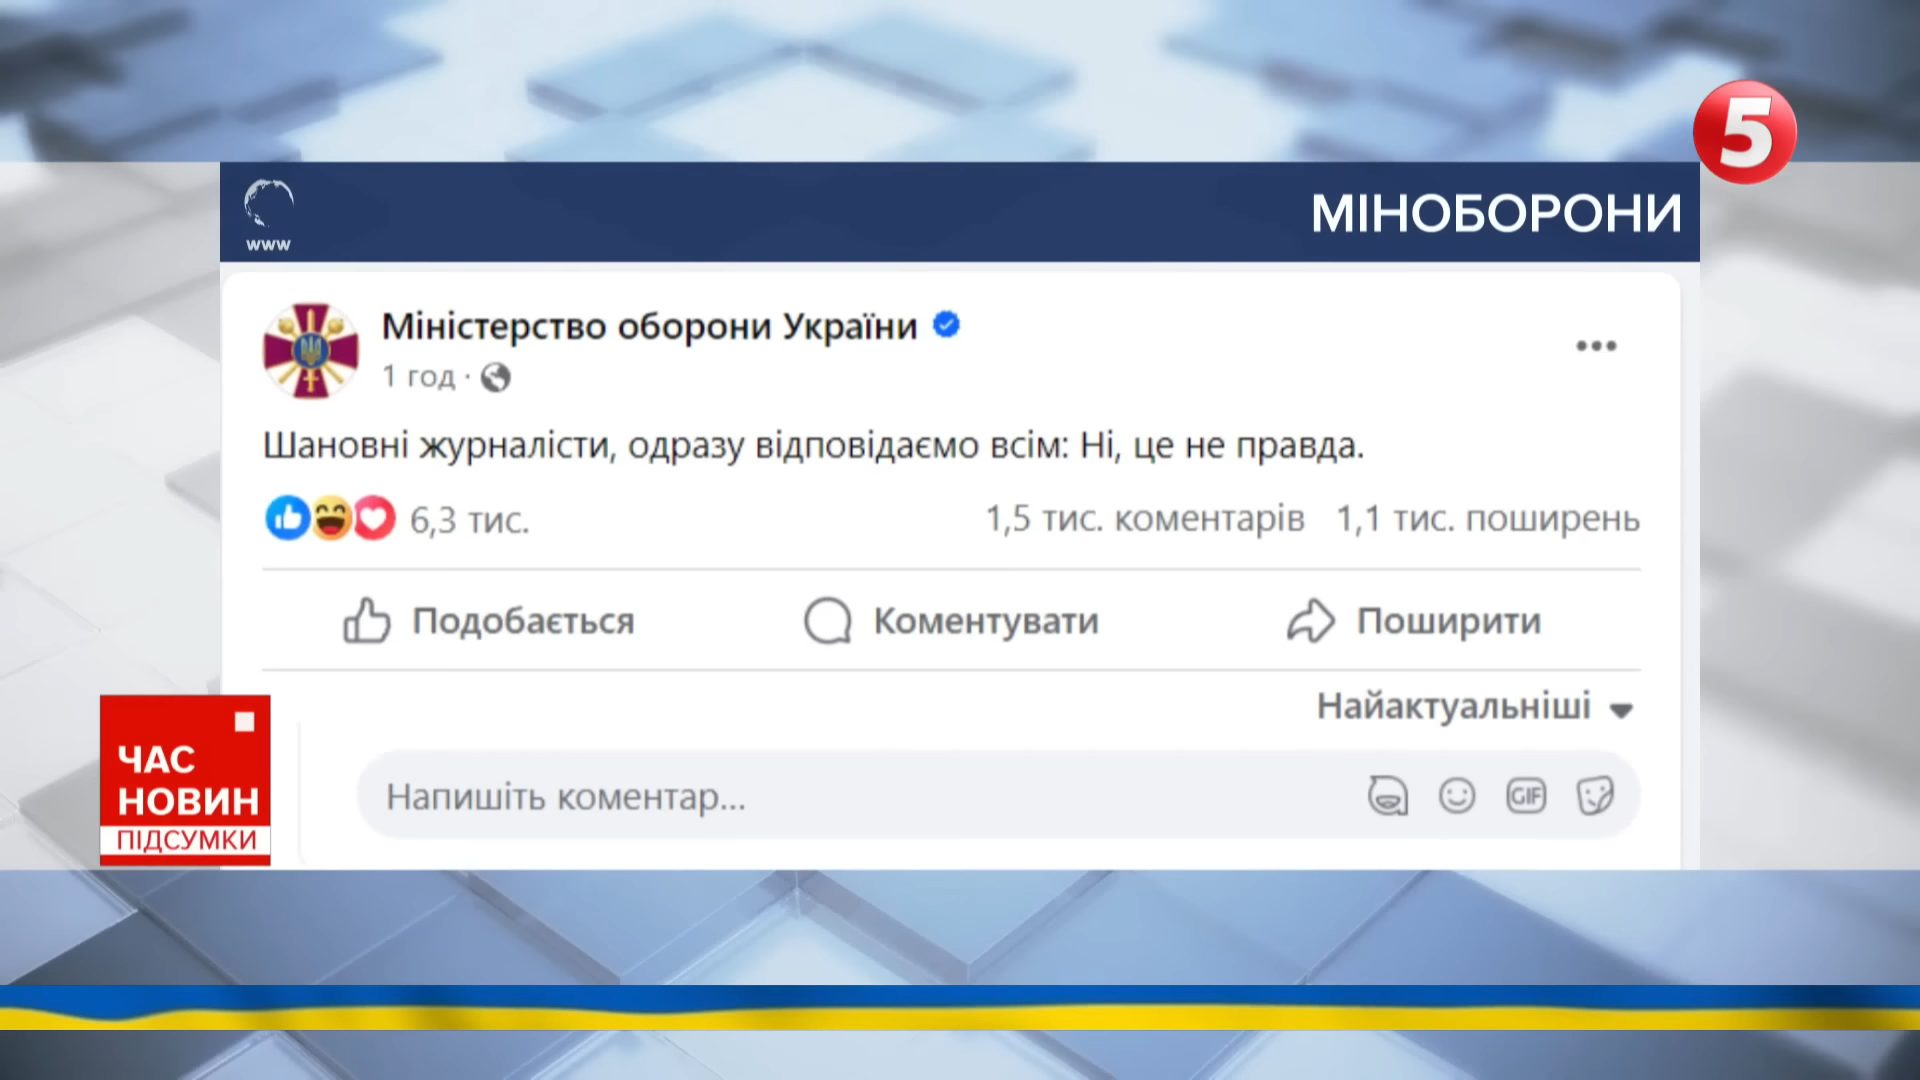 5
МІНОБОРОНИ
www
Міністерство оборони України
1 год ·
Шановні журналісти, одразу відповідаємо всім: Ні, це не правда.
6,3 тис. 1,5 тис. коментарів 1,1 тис. поширень
Подобається Коментувати Поширити
Найактуальніші
Напишіть коментар... GIF
ЧАС
НОВИН
ПІДСУМКИ